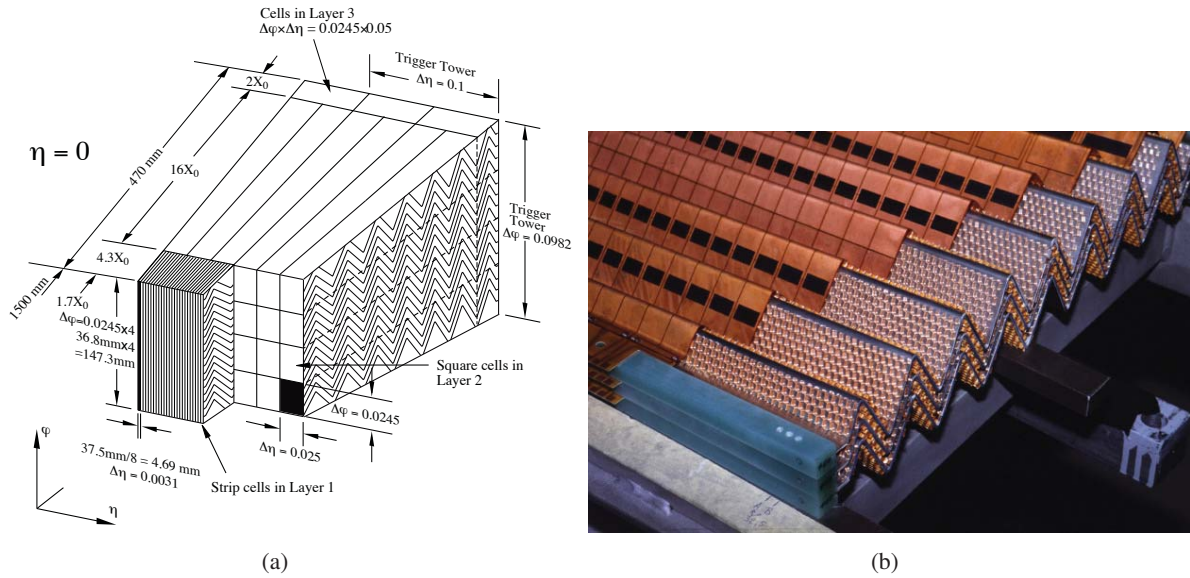 Cells in Layer 3
Δφ×Δη = 0.0245×0.05
Trigger Tower
Δη = 0.1
2X₀
η = 0
470 mm
16X₀
Trigger
Tower
Δφ = 0.0982
4.3X₀
1500 mm
1.7X₀
Δφ=0.0245x4
36.8mmx4
=147.3mm
Square cells in
Layer 2
Δφ = 0.0245
Δη = 0.025
37.5mm/8 = 4.69 mm
Δη = 0.0031
Strip cells in Layer 1
φ
η
(a)
(b)